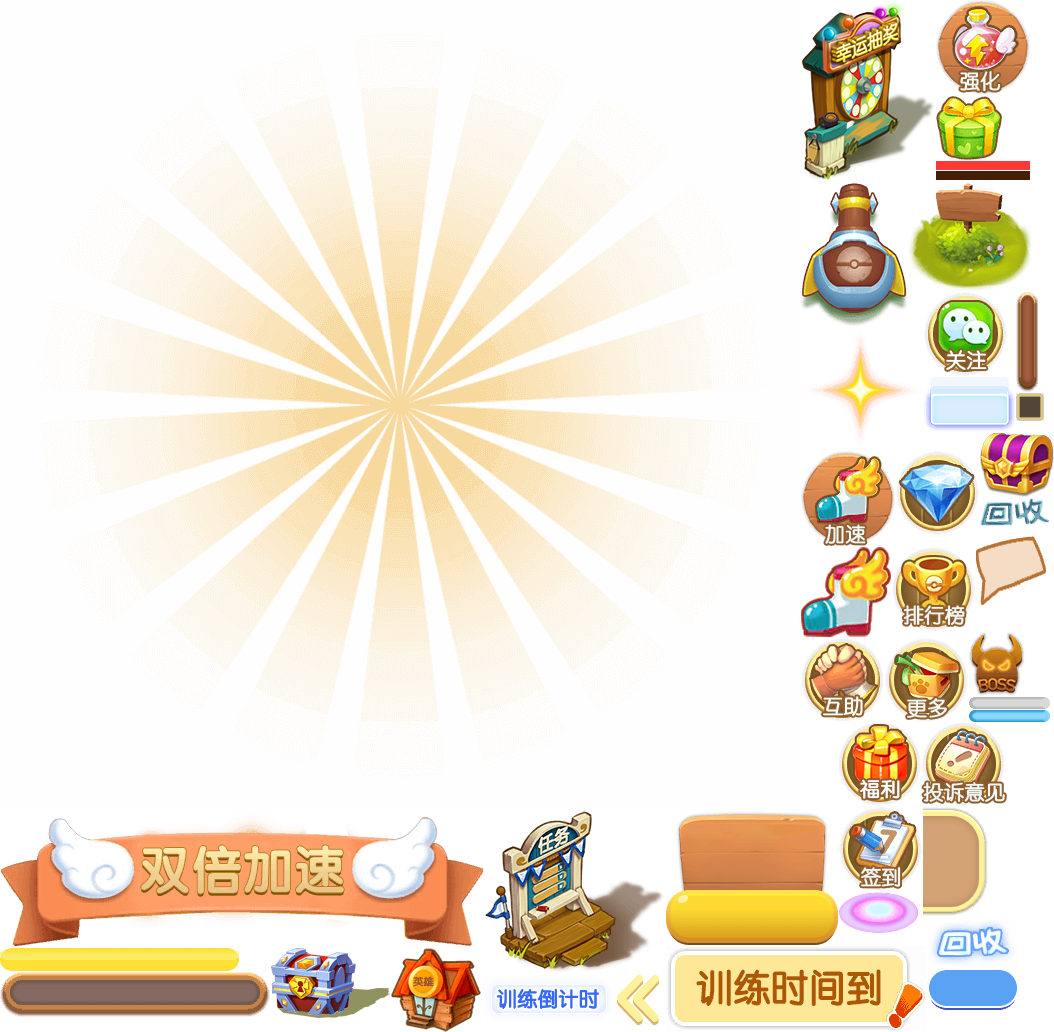 幸运抽奖
强化
关注
加速
回收
排行榜
互助
更多
BOSS
福利
投诉意见
双倍加速
任务
签到
回收
英雄
训练倒计时
训练时间到